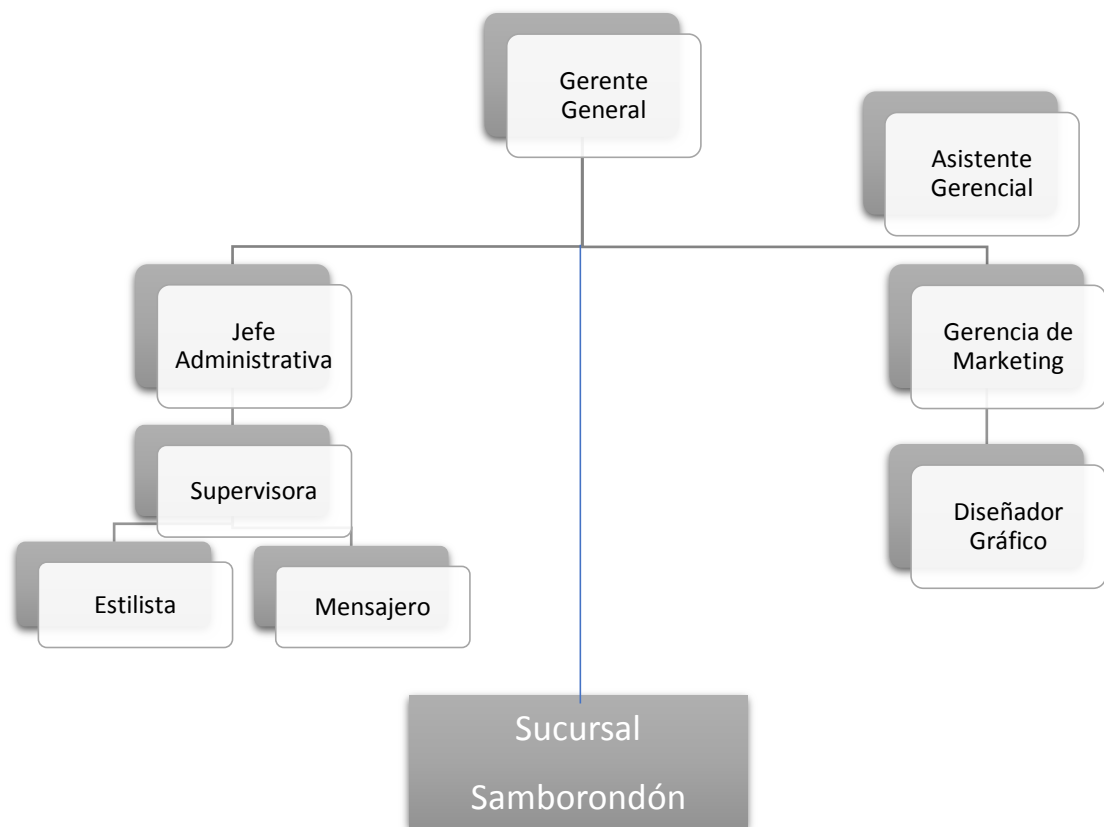 Gerente
General
Asistente
Gerencial
Jefe
Administrativa
Gerencia de
Marketing
Supervisora
Diseñador
Gráfico
Estilista
Mensajero
Sucursal
Samborondón